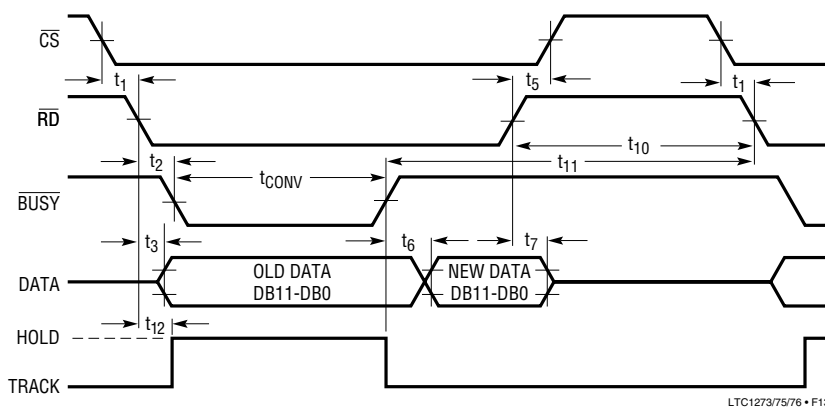 CS
t1 t5 t1
RD
t2 t10
tCONV t11
BUSY
t3 t6 t7
OLD DATA NEW DATA
DATA
DB11-DB0 DB11-DB0
t12
HOLD
TRACK
LTC1273/75/76 • F13